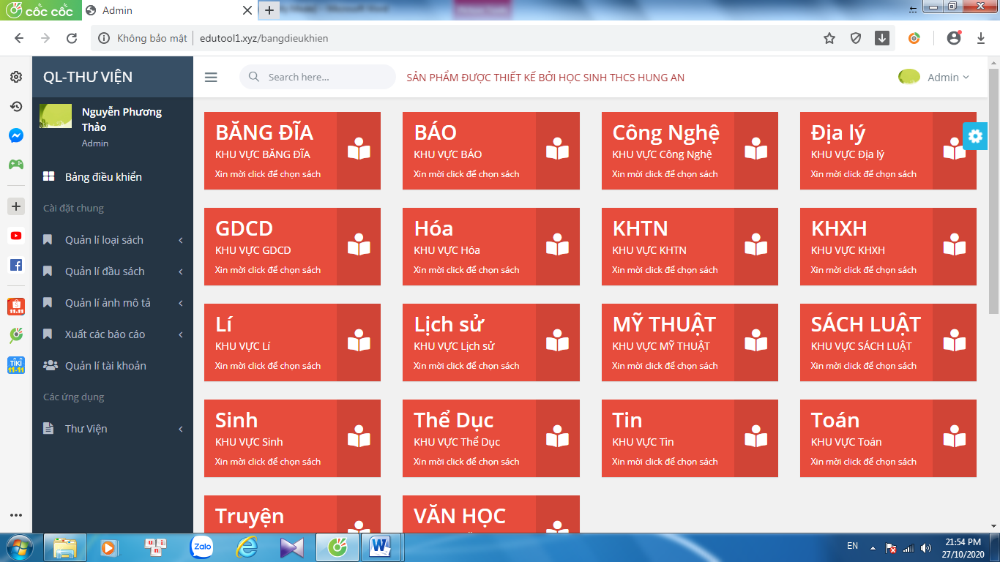 cốc cốc
Admin
Không bảo mật
edutool1.xyz/bangdieukhien
QL-THƯ VIỆN
Search here...
SẢN PHẨM ĐƯỢC THIẾT KẾ BỞI HỌC SINH THCS HUNG AN
Admin
Nguyễn Phương
Thảo
Admin
Bảng điều khiển
Cài đặt chung
Quản lí loại sách
Quản lí đầu sách
Quản lí ảnh mô tả
Xuất các báo cáo
Quản lí tài khoản
Các ứng dụng
Thư Viện
BĂNG ĐĨA
KHU VỰC BĂNG ĐĨA
Xin mời click để chọn sách
BÁO
KHU VỰC BÁO
Xin mời click để chọn sách
Công Nghệ
KHU VỰC Công Nghệ
Xin mời click để chọn sách
Địa lý
KHU VỰC Địa lý
Xin mời click để chọn sách
GDCD
KHU VỰC GDCD
Xin mời click để chọn sách
Hóa
KHU VỰC Hóa
Xin mời click để chọn sách
KHTN
KHU VỰC KHTN
Xin mời click để chọn sách
KHXH
KHU VỰC KHXH
Xin mời click để chọn sách
Lí
KHU VỰC Lí
Xin mời click để chọn sách
Lịch sử
KHU VỰC Lịch sử
Xin mời click để chọn sách
MỸ THUẬT
KHU VỰC MỸ THUẬT
Xin mời click để chọn sách
SÁCH LUẬT
KHU VỰC SÁCH LUẬT
Xin mời click để chọn sách
Sinh
KHU VỰC Sinh
Xin mời click để chọn sách
Thể Dục
KHU VỰC Thể Dục
Xin mời click để chọn sách
Tin
KHU VỰC Tin
Xin mời click để chọn sách
Toán
KHU VỰC Toán
Xin mời click để chọn sách
Truyện
VĂN HỌC
11.11
TIKI
11-11
Zalo
EN
21:54 PM
27/10/2020